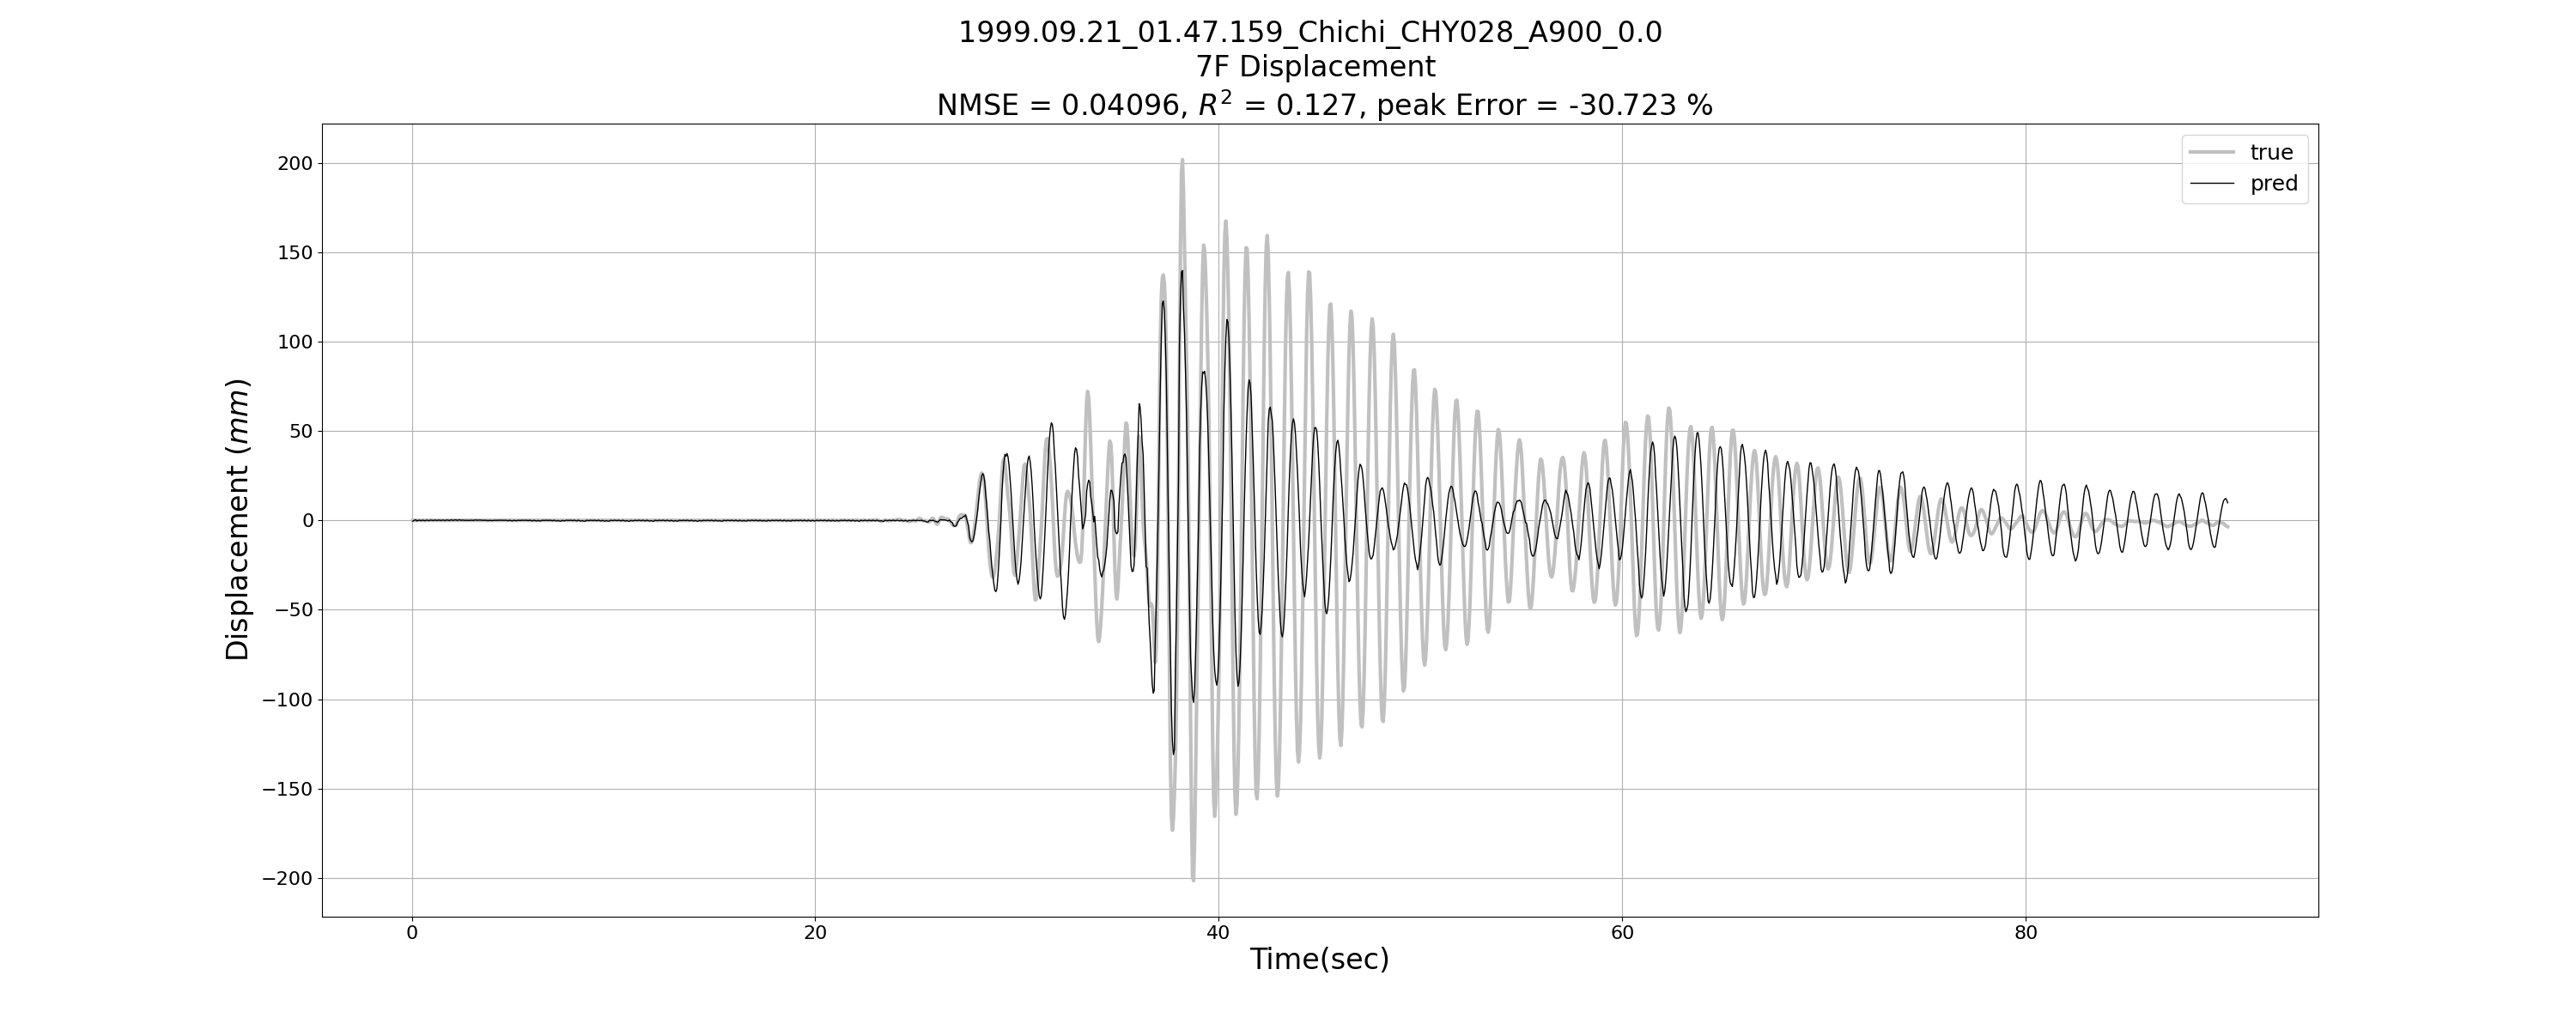 1999.09.21_01.47.159_Chichi_CHY028_A900_0.0
7F Displacement
NMSE = 0.04096, R² = 0.127, peak Error = -30.723 %
true
pred
200
150
100
50
0
−50
−100
−150
−200
Displacement (mm)
0 20 40 60 80
Time(sec)